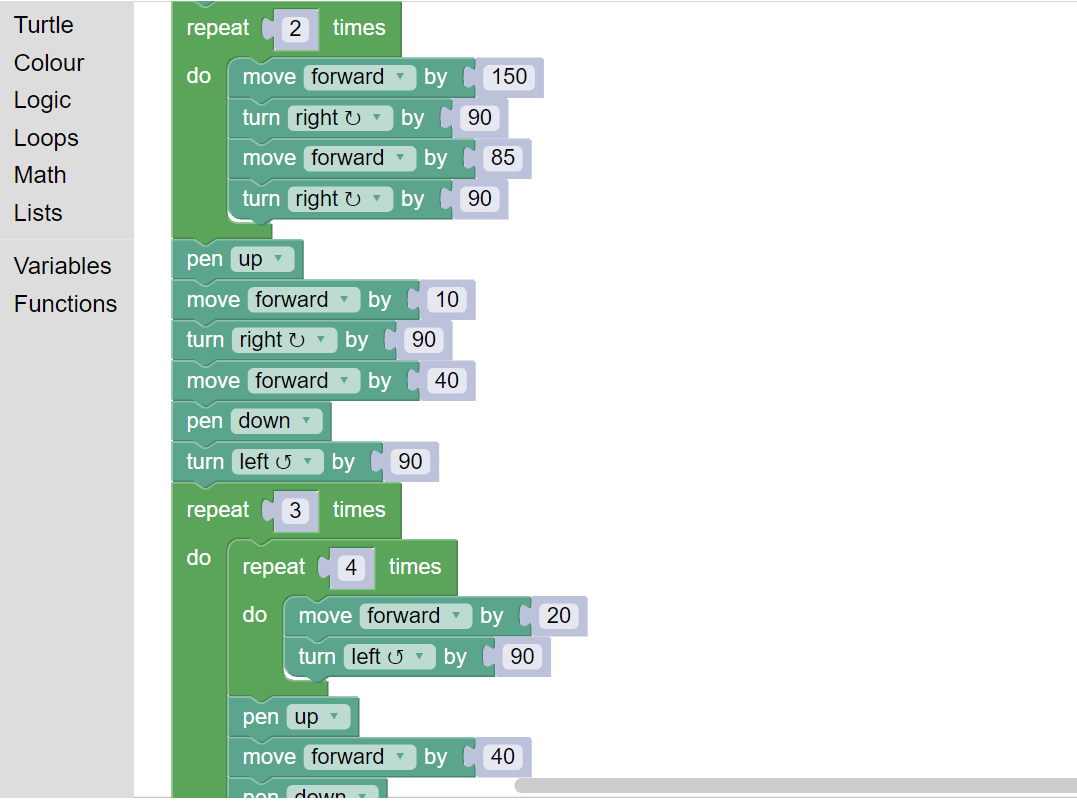 Turtle
Colour
Logic
Loops
Math
Lists
Variables
Functions
repeat 2 times
do move forward by 150
turn right ↻ by 90
move forward by 85
turn right ↻ by 90
pen up
move forward by 10
turn right ↻ by 90
move forward by 40
pen down
turn left ↺ by 90
repeat 3 times
do repeat 4 times
do move forward by 20
turn left ↺ by 90
pen up
move forward by 40
pen down